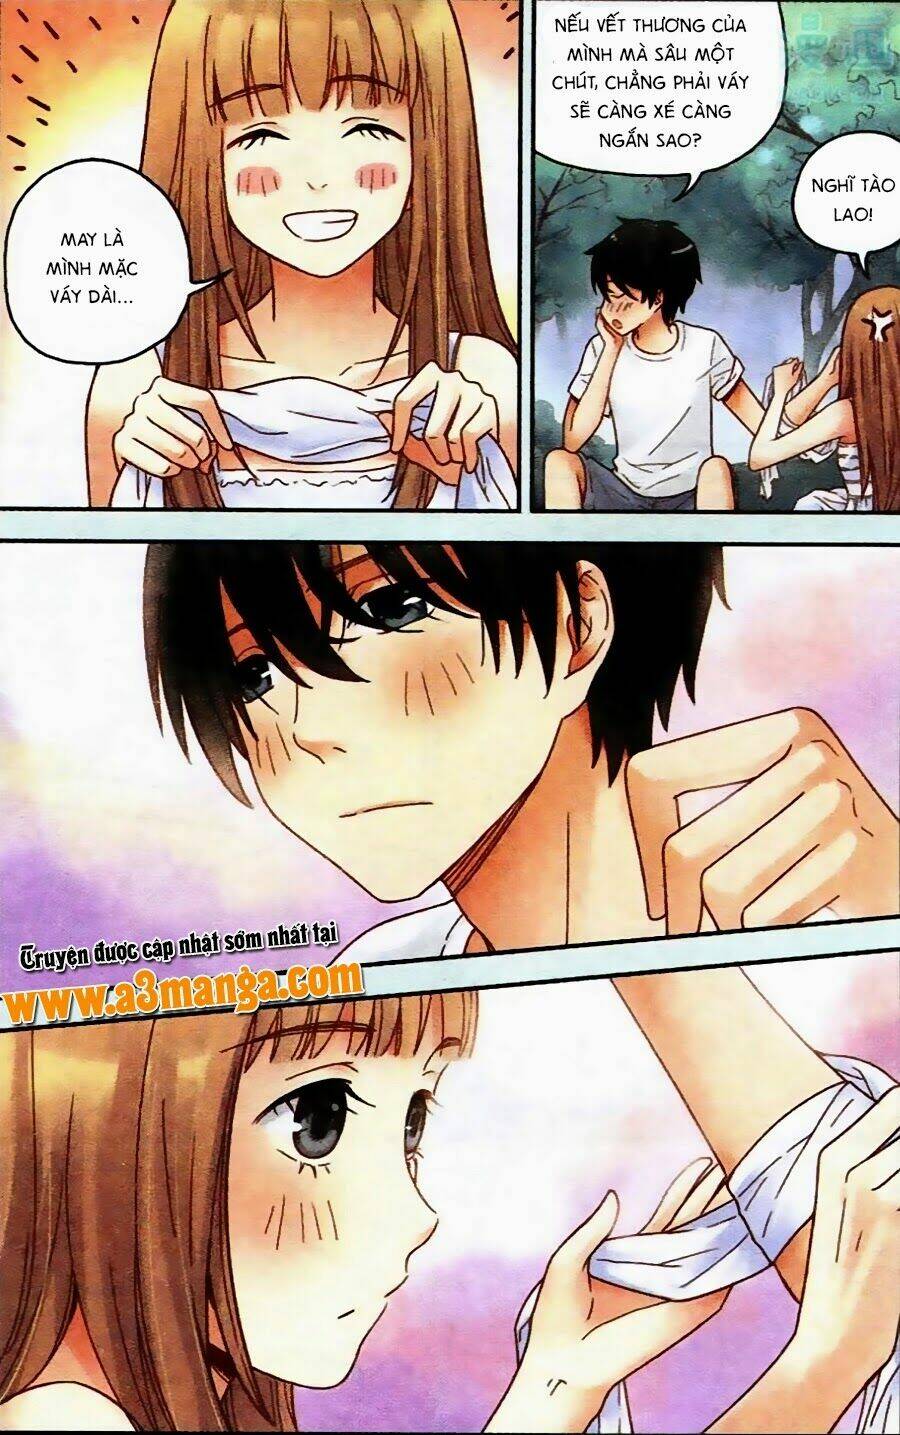 MAY LÀ
MÌNH MẶC
VÁY DÀI...
NẾU VẾT THƯƠNG CỦA
MÌNH MÀ SÂU MỘT
CHÚT, CHẲNG PHẢI VÁY
SẼ CÀNG XÉ CÀNG
NGẮN SAO?
NGHĨ TÀO
LAO!
Truyện được cập nhật sớm nhất tại
www.a3manga.com